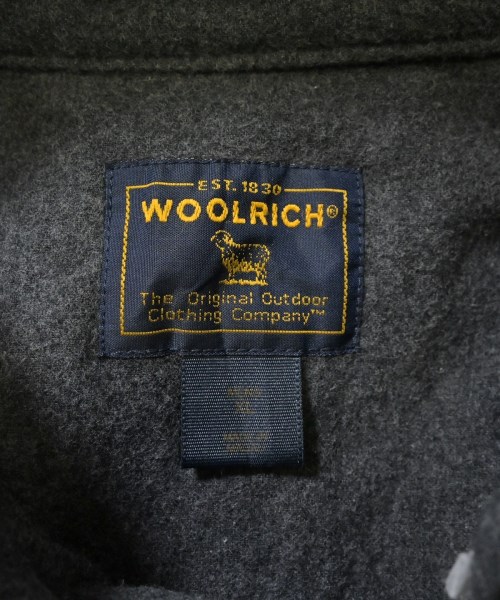 EST. 1830
WOOLRICH®
The Original Outdoor
Clothing Company™